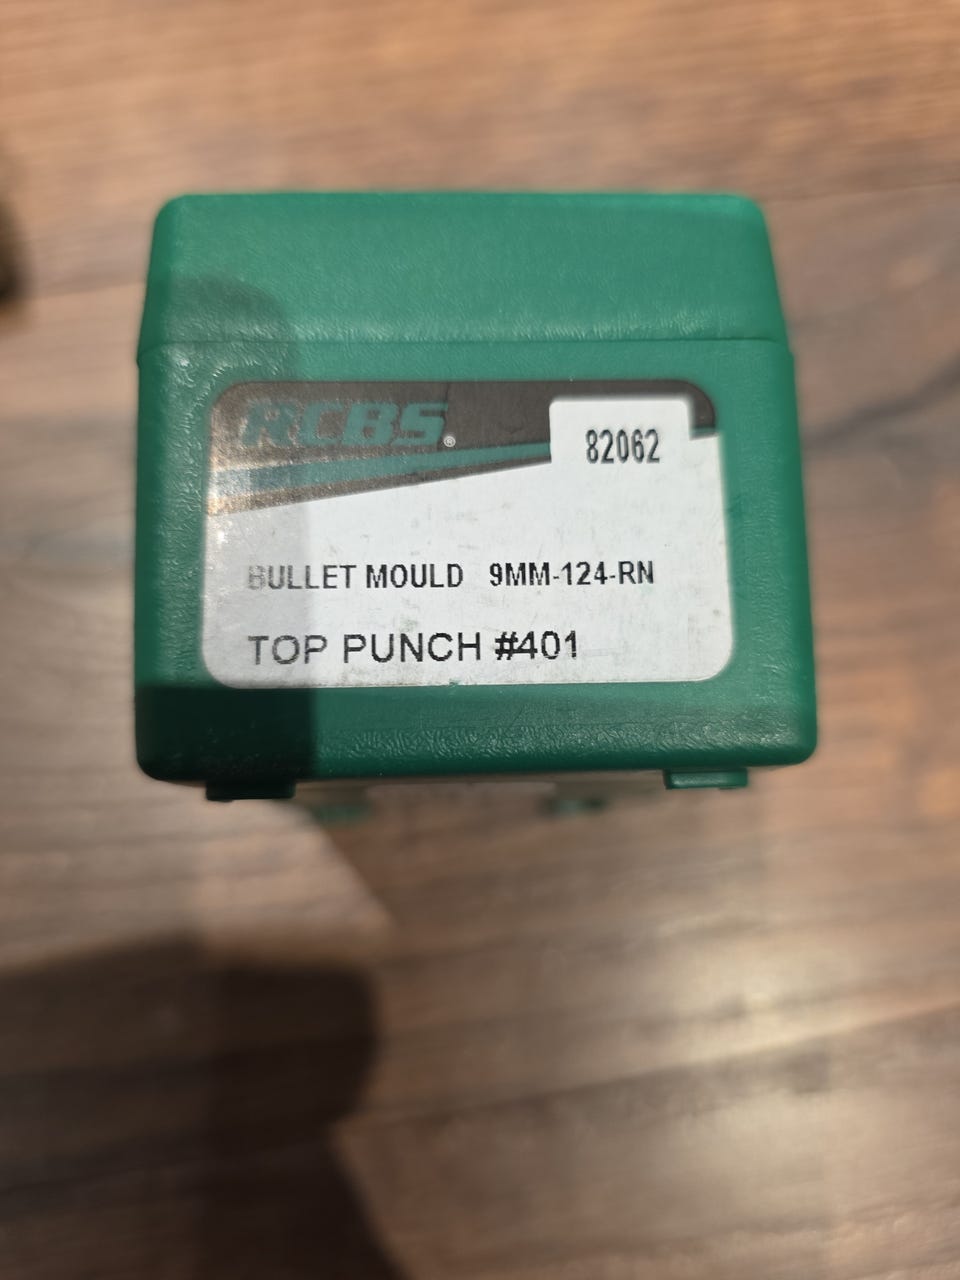 RCBS®
82062
BULLET MOULD 9MM-124-RN
TOP PUNCH #401